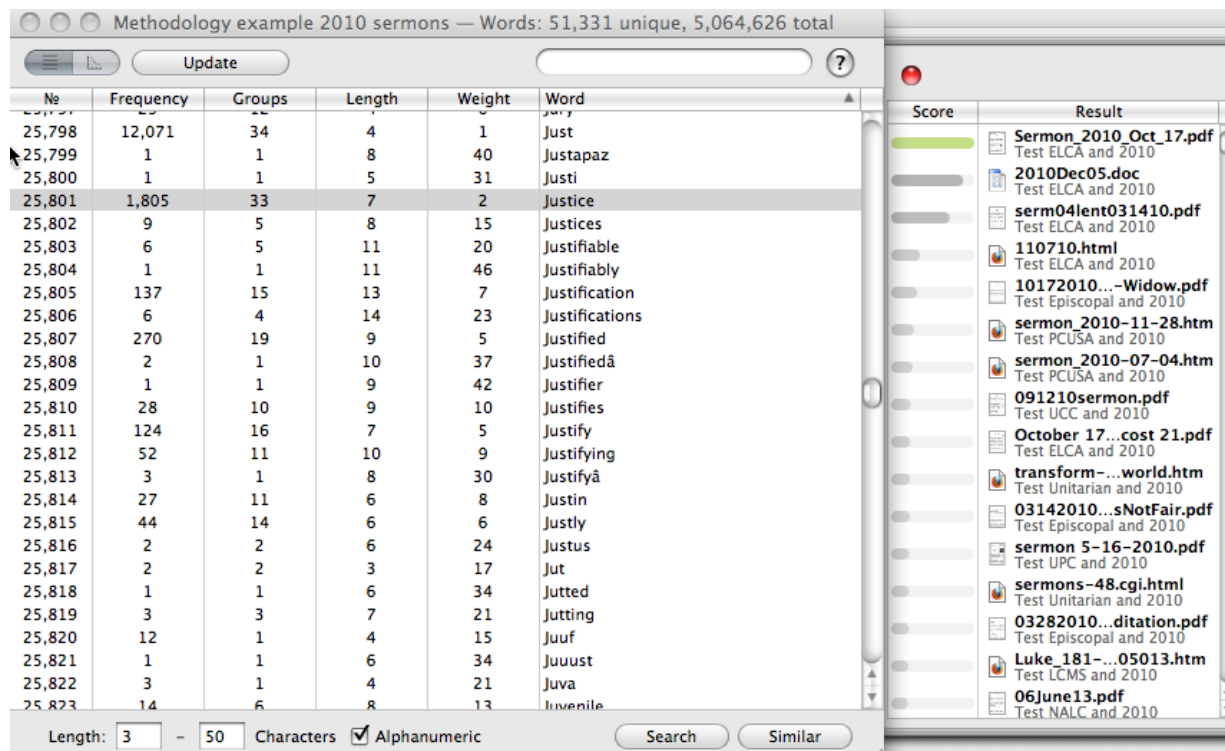 Methodology example 2010 sermons — Words: 51,331 unique, 5,064,626 total
Update
?
№ Frequency Groups Length Weight Word
25,798 12,071 34 4 1 Just
25,799 1 1 8 40 Justapaz
25,800 1 1 5 31 Justi
25,801 1,805 33 7 2 Justice
25,802 9 5 8 15 Justices
25,803 6 5 11 20 Justifiable
25,804 1 1 11 46 Justifiably
25,805 137 15 13 7 Justification
25,806 6 4 14 23 Justifications
25,807 270 19 9 5 Justified
25,808 2 1 10 37 Justifiedâ
25,809 1 1 9 42 Justifier
25,810 28 10 9 10 Justifies
25,811 124 16 7 5 Justify
25,812 52 11 10 9 Justifying
25,813 3 1 8 30 Justifyâ
25,814 27 11 6 8 Justin
25,815 44 14 6 6 Justly
25,816 2 2 6 24 Justus
25,817 2 2 3 17 Jut
25,818 1 1 6 34 Jutted
25,819 3 3 7 21 Jutting
25,820 12 1 4 15 Juuf
25,821 1 1 6 34 Juuust
25,822 3 1 4 21 Juva
25,823 14 6 8 13 Juvenile
Length: 3 – 50 Characters Alphanumeric Search Similar
Score Result
Sermon_2010_Oct_17.pdf
Test ELCA and 2010
2010Dec05.doc
Test ELCA and 2010
serm04lent031410.pdf
Test ELCA and 2010
110710.html
Test ELCA and 2010
10172010...-Widow.pdf
Test Episcopal and 2010
sermon_2010-11-28.htm
Test PCUSA and 2010
sermon_2010-07-04.htm
Test PCUSA and 2010
091210sermon.pdf
Test UCC and 2010
October 17...cost 21.pdf
Test ELCA and 2010
transform-...world.htm
Test Unitarian and 2010
03142010...sNotFair.pdf
Test Episcopal and 2010
sermon 5-16-2010.pdf
Test UPC and 2010
sermons-48.cgi.html
Test Unitarian and 2010
03282010...ditation.pdf
Test Episcopal and 2010
Luke_181-...05013.htm
Test LCMS and 2010
06June13.pdf
Test NALC and 2010